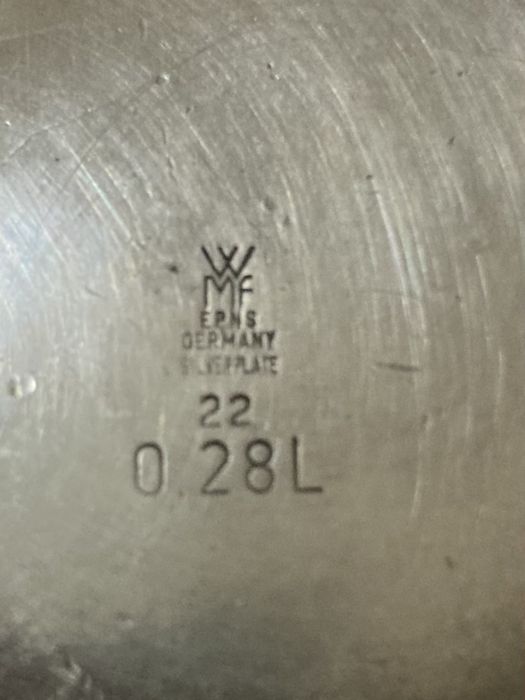 WMF
EPNS
GERMANY
SILVERPLATE
22
0.28L